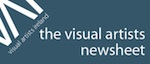 visual artists ireland
the visual artists
newsheet